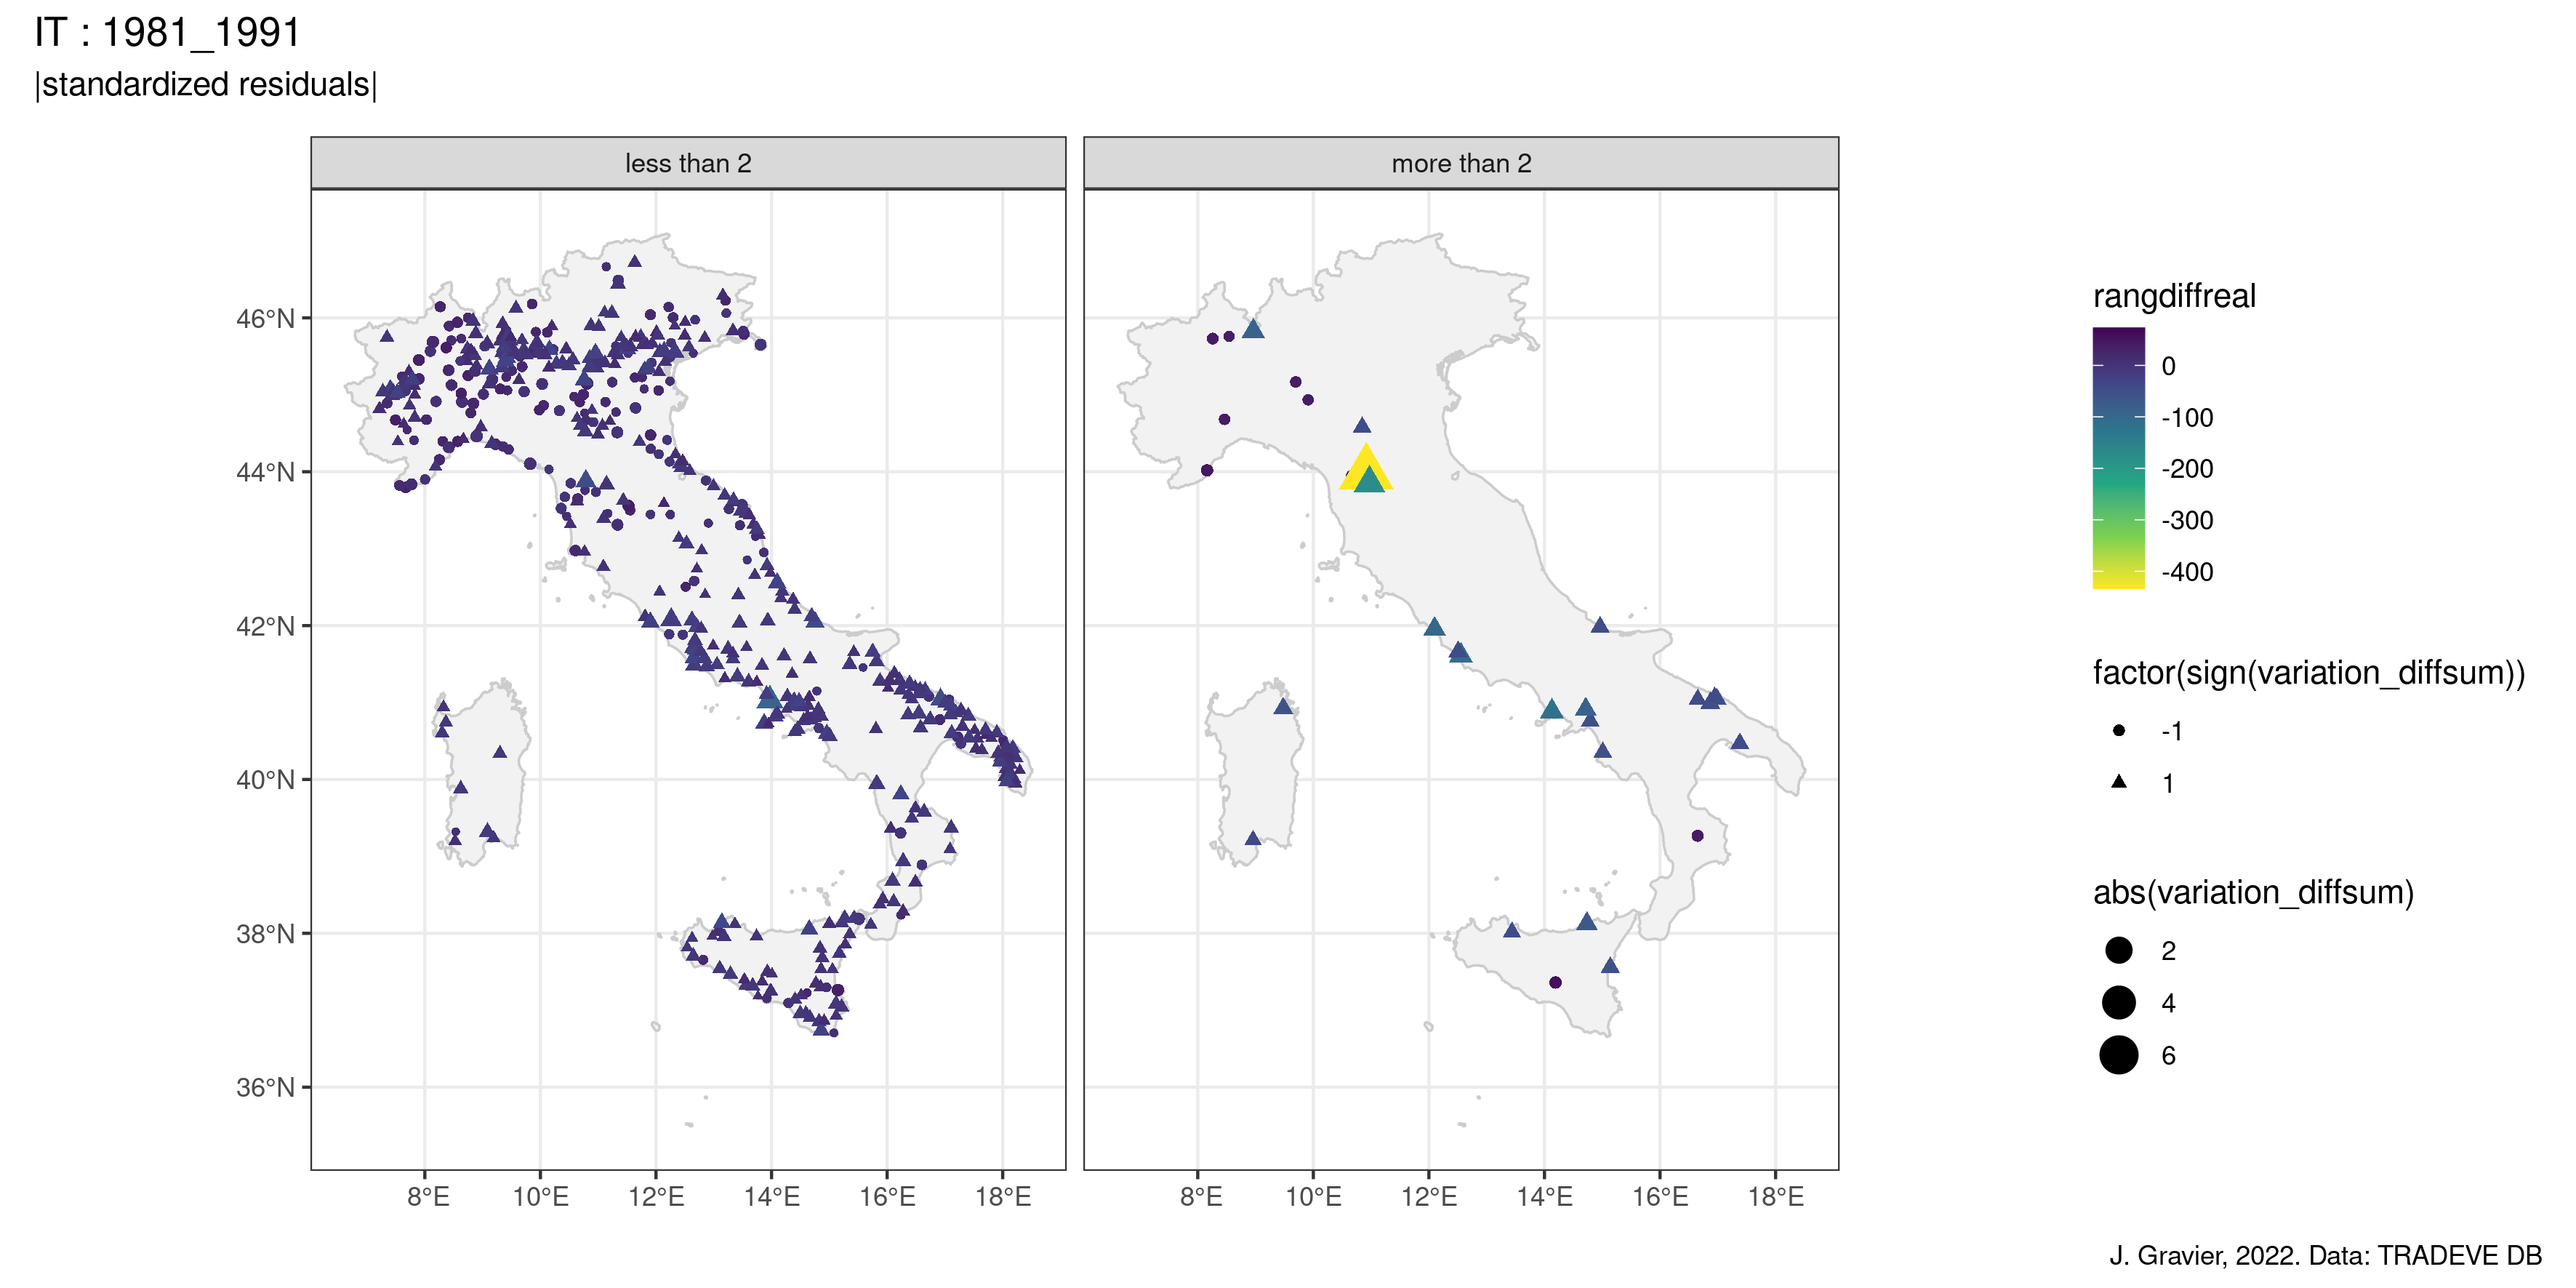 IT : 1981_1991
|standardized residuals|
less than 2
more than 2
46°N
44°N
42°N
40°N
38°N
36°N
8°E 10°E 12°E 14°E 16°E 18°E
8°E 10°E 12°E 14°E 16°E 18°E
rangdiffreal
0
-100
-200
-300
-400
factor(sign(variation_diffsum))
-1
1
abs(variation_diffsum)
2
4
6
J. Gravier, 2022. Data: TRADEVE DB